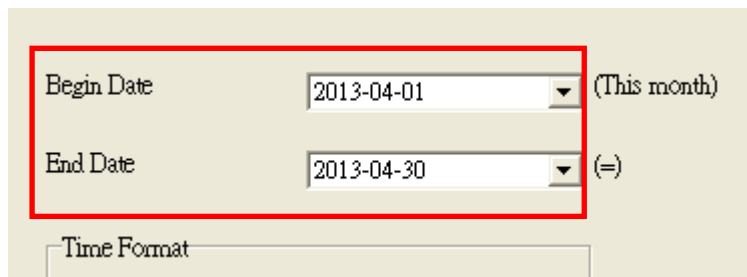 Begin Date 2013-04-01 (This month)
End Date 2013-04-30 (=)
Time Format